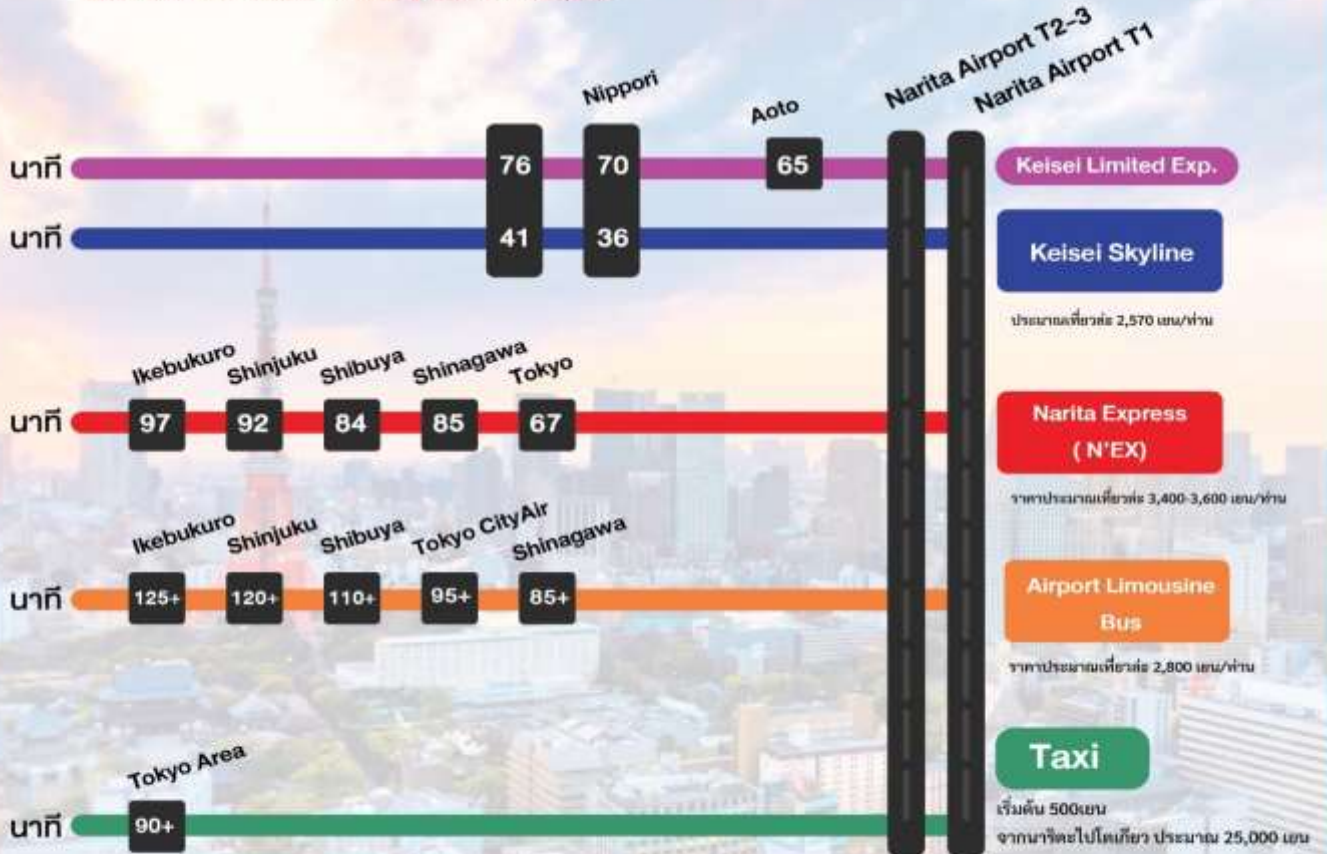 Narita Airport T2-3
Narita Airport T1
Nippori
Aoto
นาที
76
70
65
Keisei Limited Exp.
นาที
41
36
Keisei Skyline
ประมาณเที่ยวล่ะ 2,570 เยน/ท่าน
Ikebukuro
Shinjuku
Shibuya
Shinagawa
Tokyo
นาที
97
92
84
85
67
Narita Express
( N'EX)
ราคาประมาณเที่ยวล่ะ 3,400-3,600 เยน/ท่าน
Ikebukuro
Shinjuku
Shibuya
Tokyo CityAir
Shinagawa
นาที
125+
120+
110+
95+
85+
Airport Limousine
Bus
ราคาประมาณเที่ยวล่ะ 2,800 เยน/ท่าน
Tokyo Area
นาที
90+
Taxi
เริ่มต้น 500เยน
จากนาริตะไปโตเกียว ประมาณ 25,000 เยน